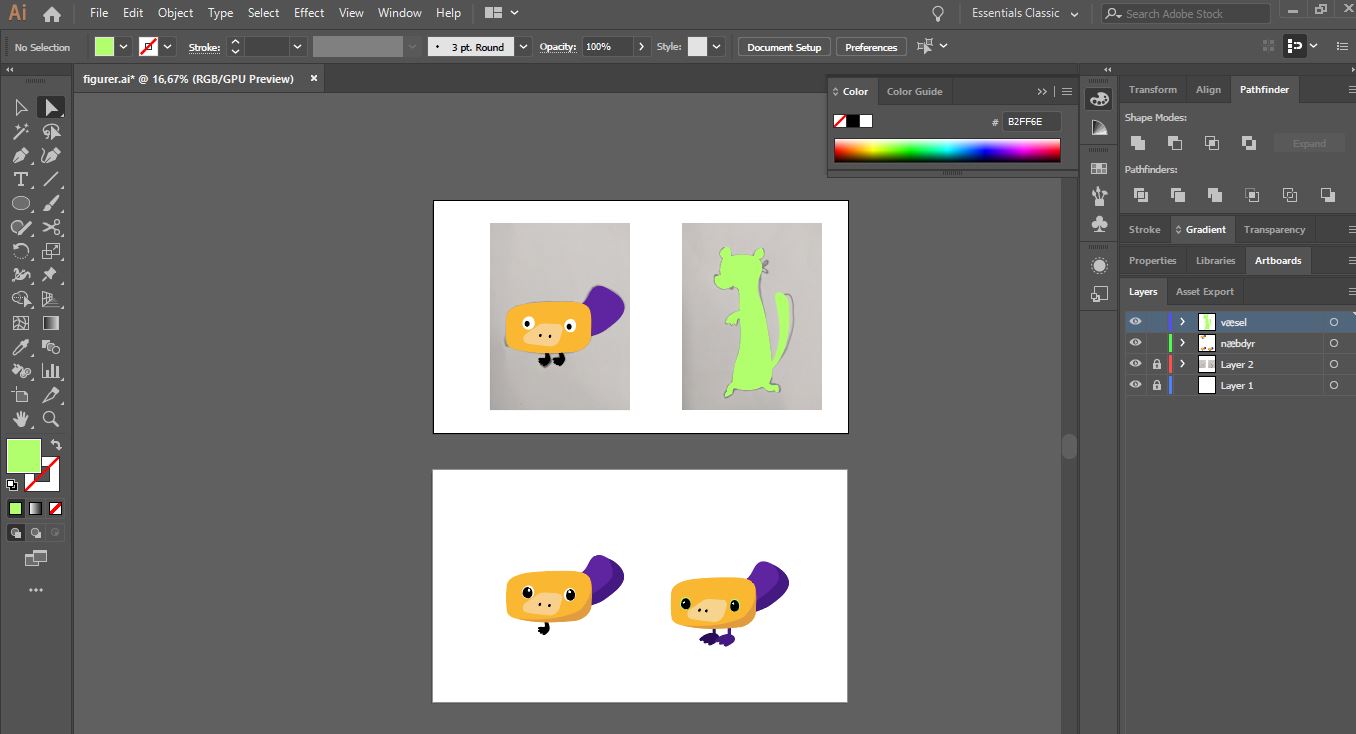 Ai File Edit Object Type Select Effect View Window Help Essentials Classic Search Adobe Stock
No Selection Stroke: 3 pt. Round Opacity: 100% Style: Document Setup Preferences
figurer.ai* @ 16,67% (RGB/GPU Preview)
Color Color Guide
# B2FF6E
Transform Align Pathfinder
Shape Modes:
Expand
Pathfinders:
Stroke Gradient Transparency
Properties Libraries Artboards
Layers Asset Export
væsel
næbdyr
Layer 2
Layer 1